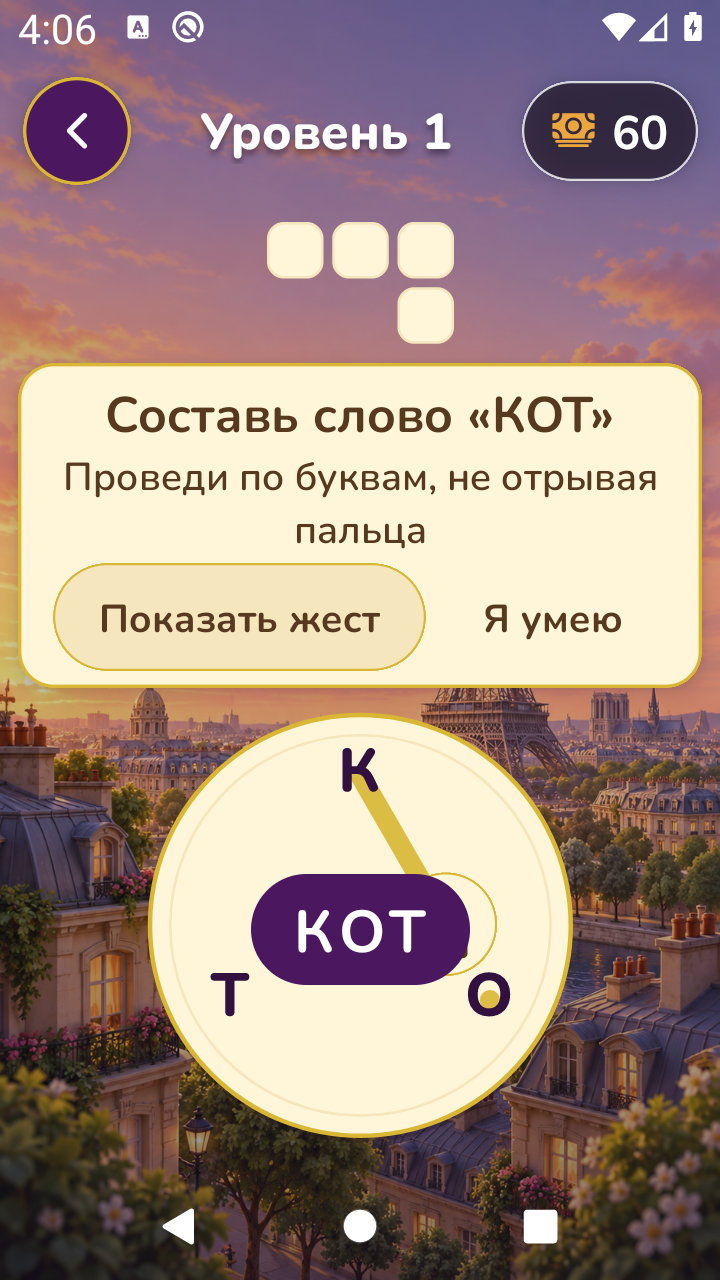 4:06
A
Уровень 1
60
Составь слово «КОТ»
Проведи по буквам, не отрывая
пальца
Показать жест
Я умею
К
КОТ
Т
О